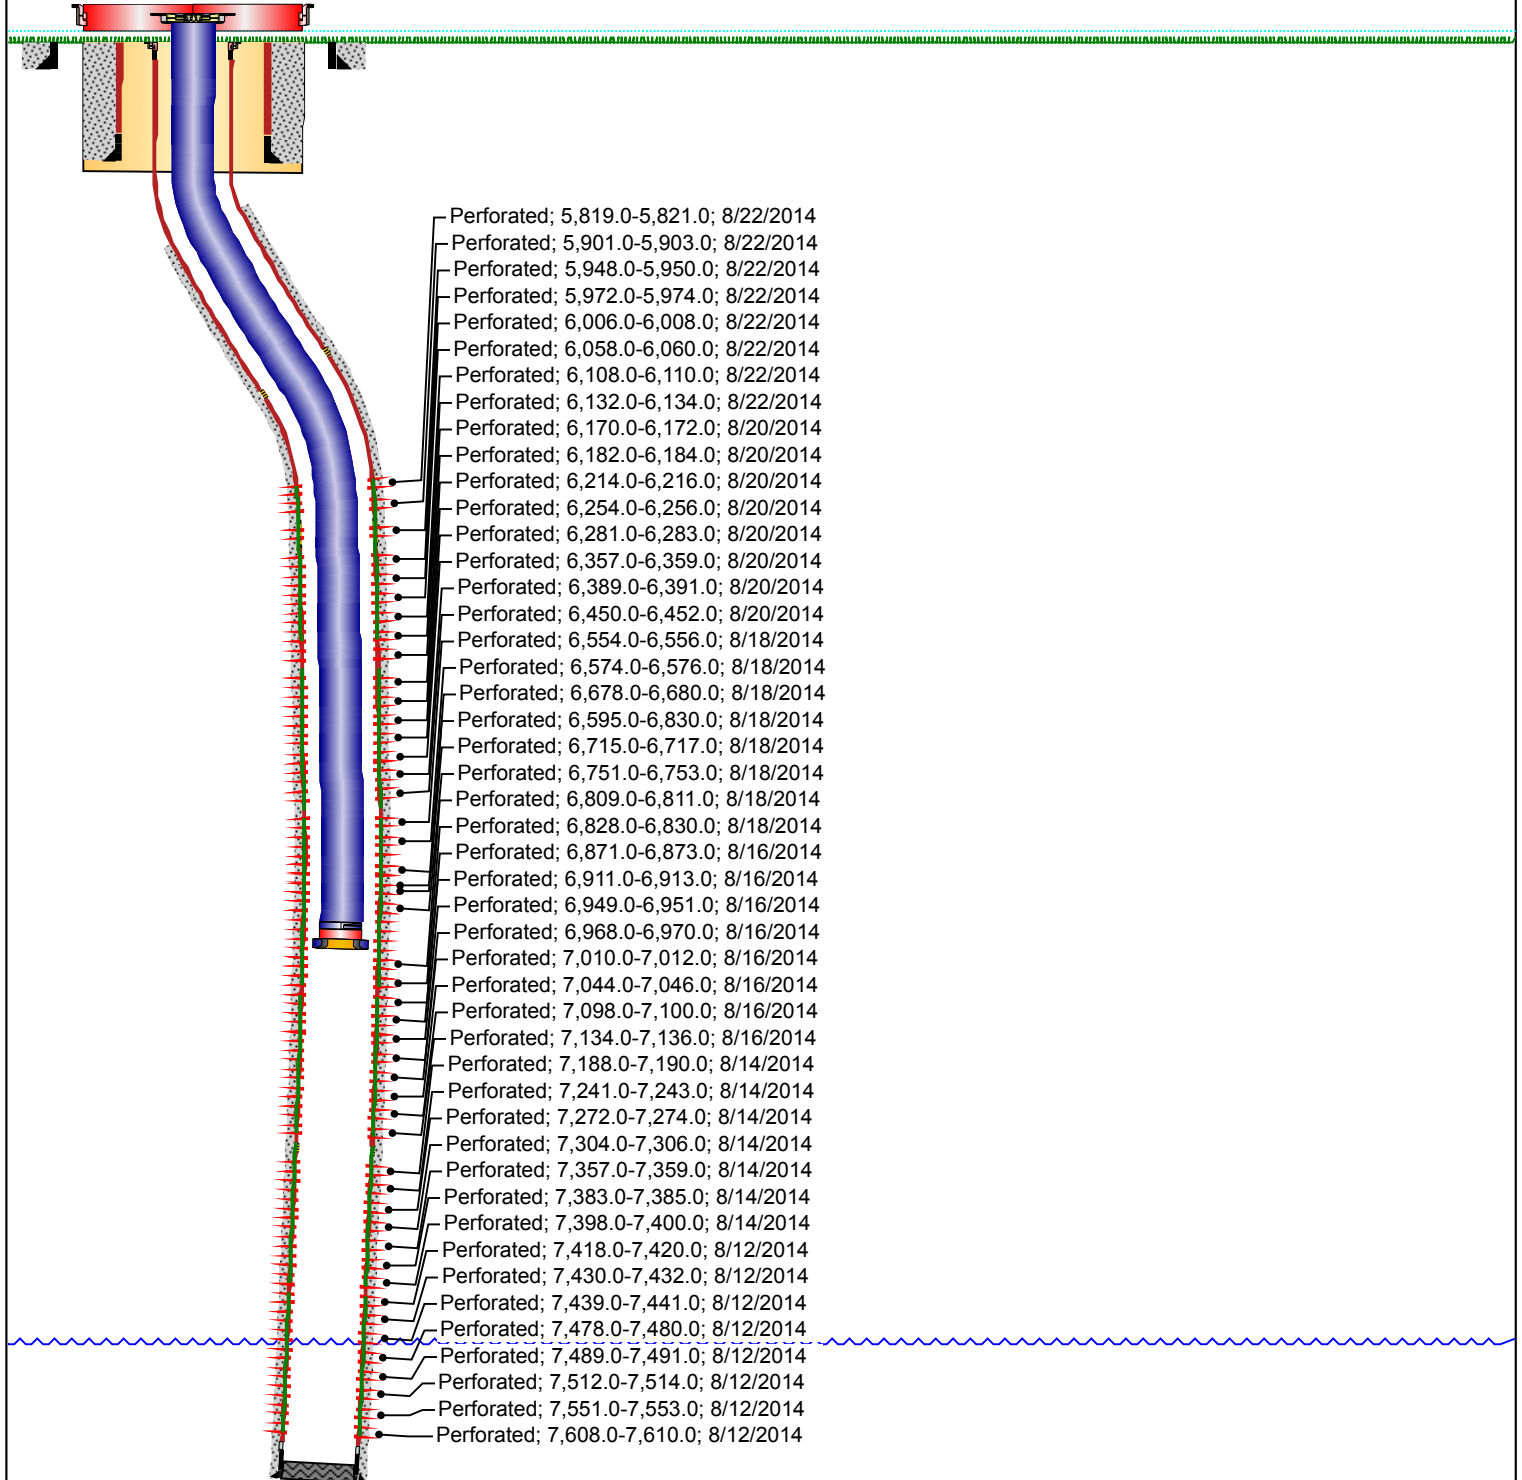 Perforated; 5,819.0-5,821.0; 8/22/2014
Perforated; 5,901.0-5,903.0; 8/22/2014
Perforated; 5,948.0-5,950.0; 8/22/2014
Perforated; 5,972.0-5,974.0; 8/22/2014
Perforated; 6,006.0-6,008.0; 8/22/2014
Perforated; 6,058.0-6,060.0; 8/22/2014
Perforated; 6,108.0-6,110.0; 8/22/2014
Perforated; 6,132.0-6,134.0; 8/22/2014
Perforated; 6,170.0-6,172.0; 8/20/2014
Perforated; 6,182.0-6,184.0; 8/20/2014
Perforated; 6,214.0-6,216.0; 8/20/2014
Perforated; 6,254.0-6,256.0; 8/20/2014
Perforated; 6,281.0-6,283.0; 8/20/2014
Perforated; 6,357.0-6,359.0; 8/20/2014
Perforated; 6,389.0-6,391.0; 8/20/2014
Perforated; 6,450.0-6,452.0; 8/20/2014
Perforated; 6,554.0-6,556.0; 8/18/2014
Perforated; 6,574.0-6,576.0; 8/18/2014
Perforated; 6,678.0-6,680.0; 8/18/2014
Perforated; 6,595.0-6,830.0; 8/18/2014
Perforated; 6,715.0-6,717.0; 8/18/2014
Perforated; 6,751.0-6,753.0; 8/18/2014
Perforated; 6,809.0-6,811.0; 8/18/2014
Perforated; 6,828.0-6,830.0; 8/18/2014
Perforated; 6,871.0-6,873.0; 8/16/2014
Perforated; 6,911.0-6,913.0; 8/16/2014
Perforated; 6,949.0-6,951.0; 8/16/2014
Perforated; 6,968.0-6,970.0; 8/16/2014
Perforated; 7,010.0-7,012.0; 8/16/2014
Perforated; 7,044.0-7,046.0; 8/16/2014
Perforated; 7,098.0-7,100.0; 8/16/2014
Perforated; 7,134.0-7,136.0; 8/16/2014
Perforated; 7,188.0-7,190.0; 8/14/2014
Perforated; 7,241.0-7,243.0; 8/14/2014
Perforated; 7,272.0-7,274.0; 8/14/2014
Perforated; 7,304.0-7,306.0; 8/14/2014
Perforated; 7,357.0-7,359.0; 8/14/2014
Perforated; 7,383.0-7,385.0; 8/14/2014
Perforated; 7,398.0-7,400.0; 8/14/2014
Perforated; 7,418.0-7,420.0; 8/12/2014
Perforated; 7,430.0-7,432.0; 8/12/2014
Perforated; 7,439.0-7,441.0; 8/12/2014
Perforated; 7,478.0-7,480.0; 8/12/2014
Perforated; 7,489.0-7,491.0; 8/12/2014
Perforated; 7,512.0-7,514.0; 8/12/2014
Perforated; 7,551.0-7,553.0; 8/12/2014
Perforated; 7,608.0-7,610.0; 8/12/2014